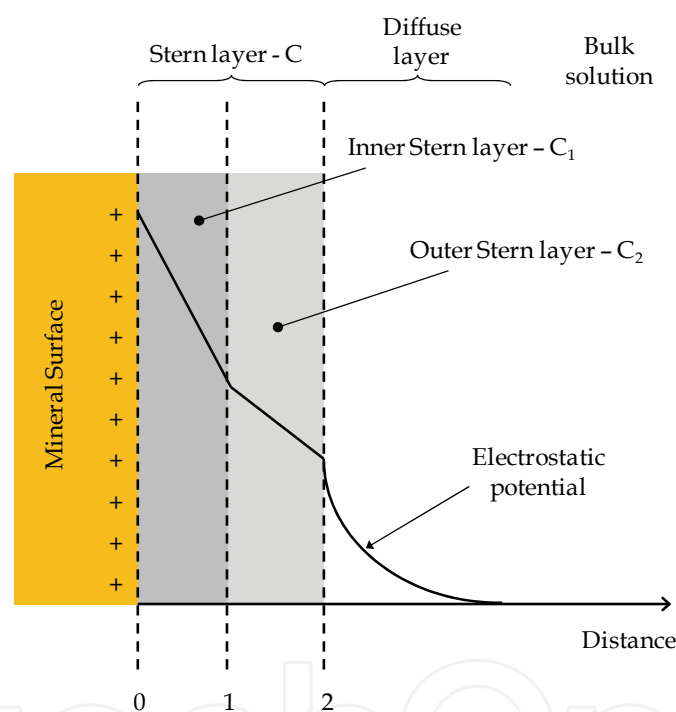 Diffuse
layer
Stern layer - C
Bulk
solution
Inner Stern layer – C₁
Outer Stern layer – C₂
Mineral Surface
+
+
+
+
+
+
+
+
+
+
Electrostatic
potential
Distance
0 1 2